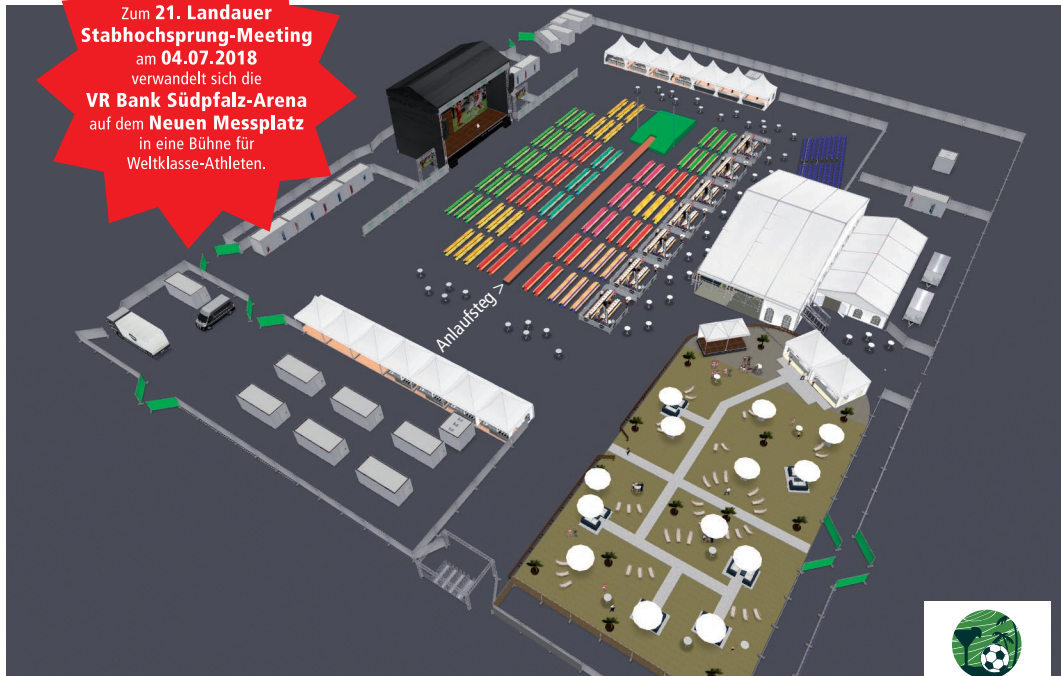 Zum 21. Landauer
Stabhochsprung-Meeting
am 04.07.2018
verwandelt sich die
VR Bank Südpfalz-Arena
auf dem Neuen Messplatz
in eine Bühne für
Weltklasse-Athleten.
Anlaufsteg >